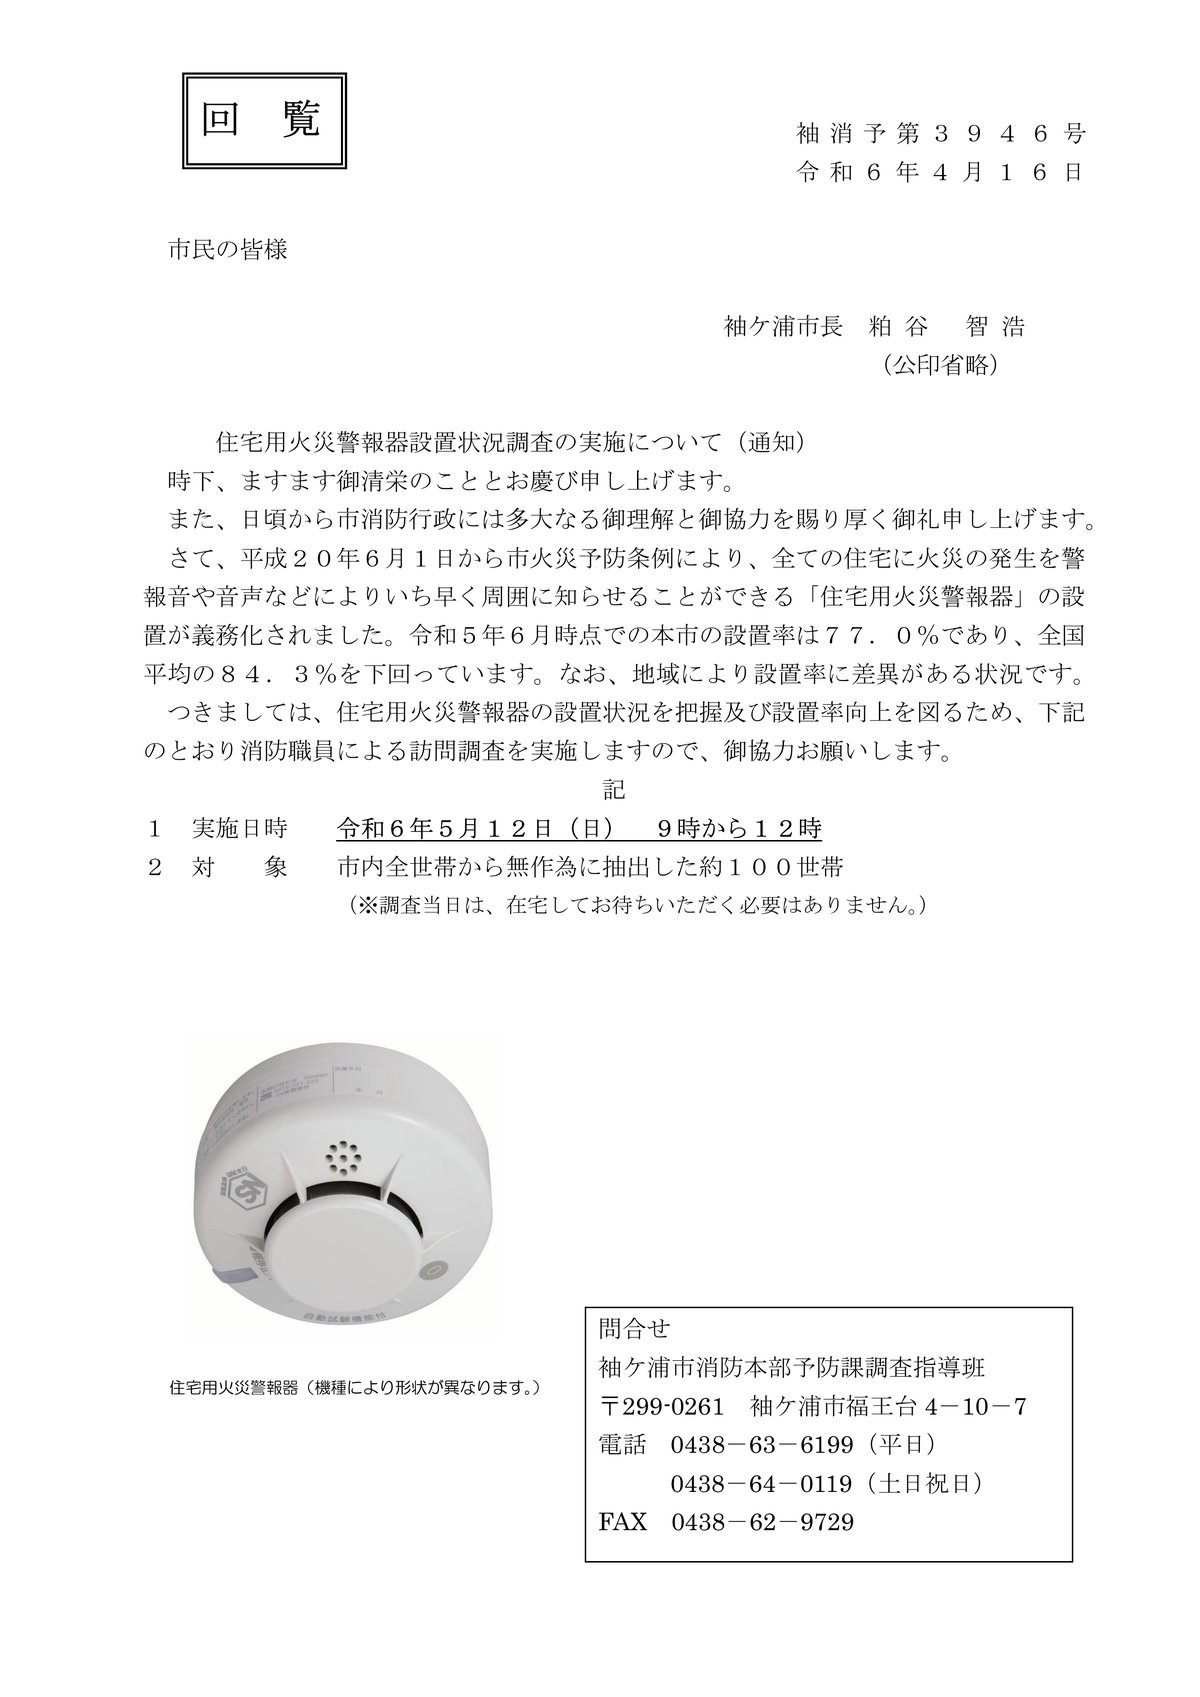 回　覧
袖消予第３９４６号
令和６年４月１６日
市民の皆様
袖ケ浦市長　粕谷　智浩
（公印省略）
住宅用火災警報器設置状況調査の実施について（通知）
時下、ますます御清栄のこととお慶び申し上げます。
また、日頃から市消防行政には多大なる御理解と御協力を賜り厚く御礼申し上げます。
さて、平成２０年６月１日から市火災予防条例により、全ての住宅に火災の発生を警
報音や音声などによりいち早く周囲に知らせることができる「住宅用火災警報器」の設
置が義務化されました。令和５年６月時点での本市の設置率は７７．０％であり、全国
平均の８４．３％を下回っています。なお、地域により設置率に差異がある状況です。
つきましては、住宅用火災警報器の設置状況を把握及び設置率向上を図るため、下記
のとおり消防職員による訪問調査を実施しますので、御協力お願いします。
記
１　実施日時　　令和６年５月１２日（日）　９時から１２時
２　対　　象　　市内全世帯から無作為に抽出した約１００世帯
（※調査当日は、在宅してお待ちいただく必要はありません。）
自動試験機能付
住宅用火災警報器（機種により形状が異なります。）
問合せ
袖ケ浦市消防本部予防課調査指導班
〒299-0261　袖ケ浦市福王台 4－10－7
電話　0438－63－6199（平日）
0438－64－0119（土日祝日）
FAX　0438－62－9729